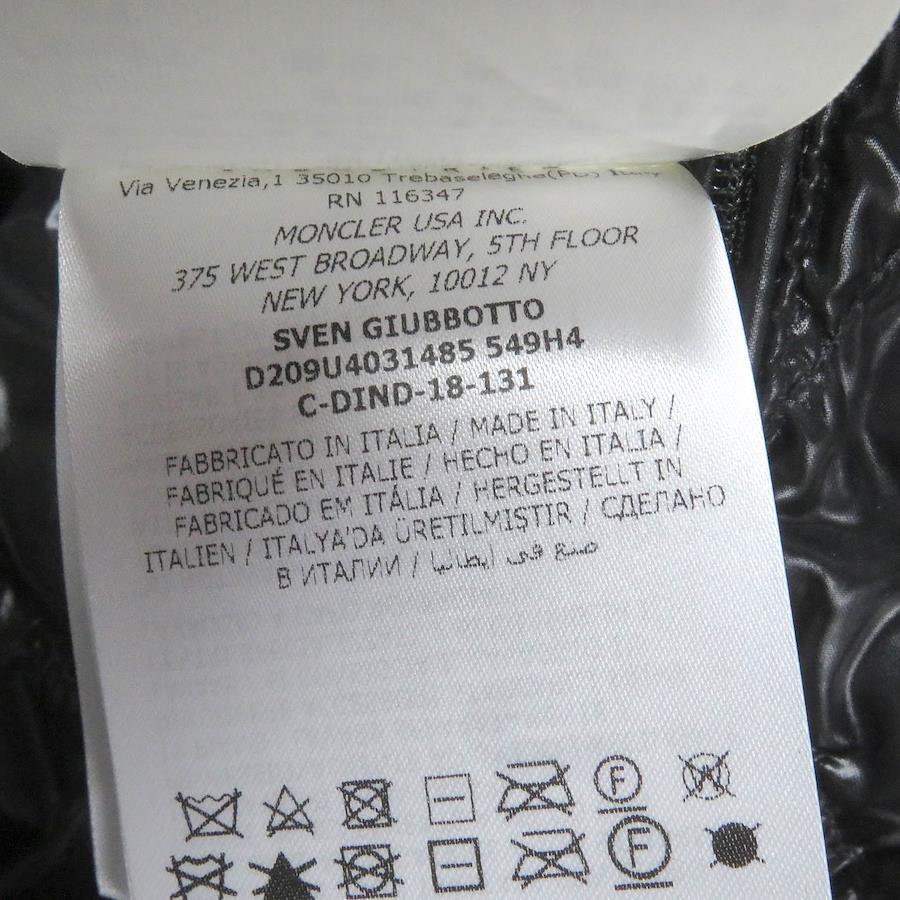 Via Venezia,1 35010 Trebaseleghe(PD) Italy
RN 116347
MONCLER USA INC.
375 WEST BROADWAY, 5TH FLOOR
NEW YORK, 10012 NY
SVEN GIUBBOTTO
D209U4031485 549H4
C-DIND-18-131
FABBRICATO IN ITALIA / MADE IN ITALY /
FABRIQUÉ EN ITALIE / HECHO EN ITALIA /
FABRICADO EM ITÁLIA / HERGESTELLT IN
ITALIEN / ITALYA'DA ÜRETILMIŞTIR / СДЕЛАНО
В ИТАЛИИ / صنع في إيطاليا
F W
F